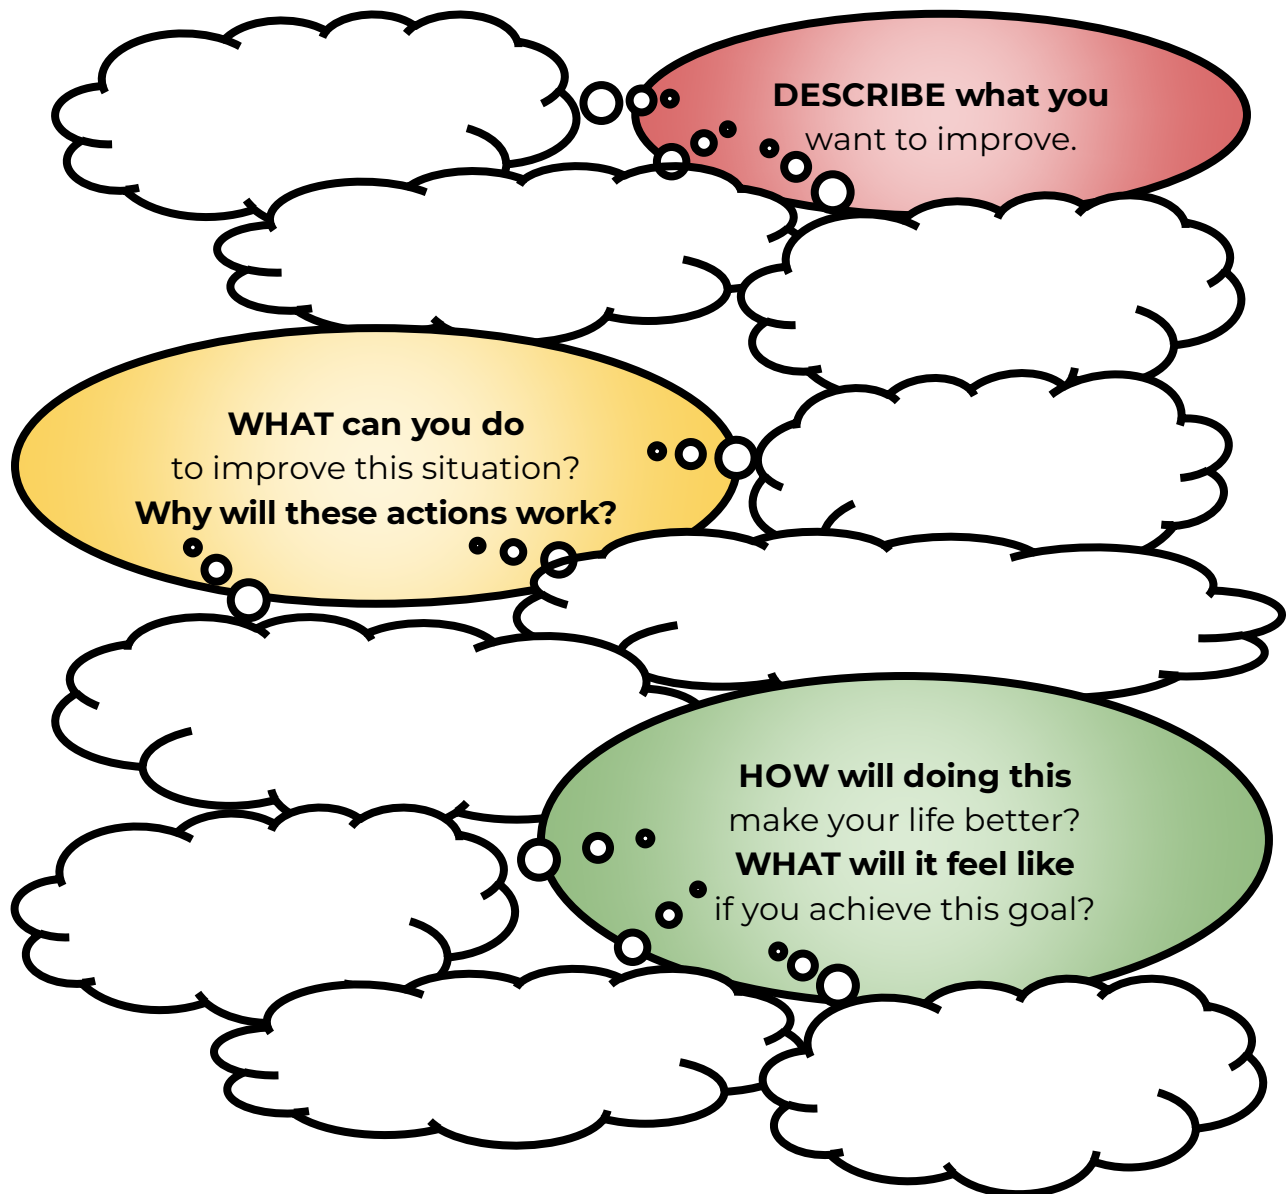 DESCRIBE what you
want to improve.
WHAT can you do
to improve this situation?
Why will these actions work?
HOW will doing this
make your life better?
WHAT will it feel like
if you achieve this goal?